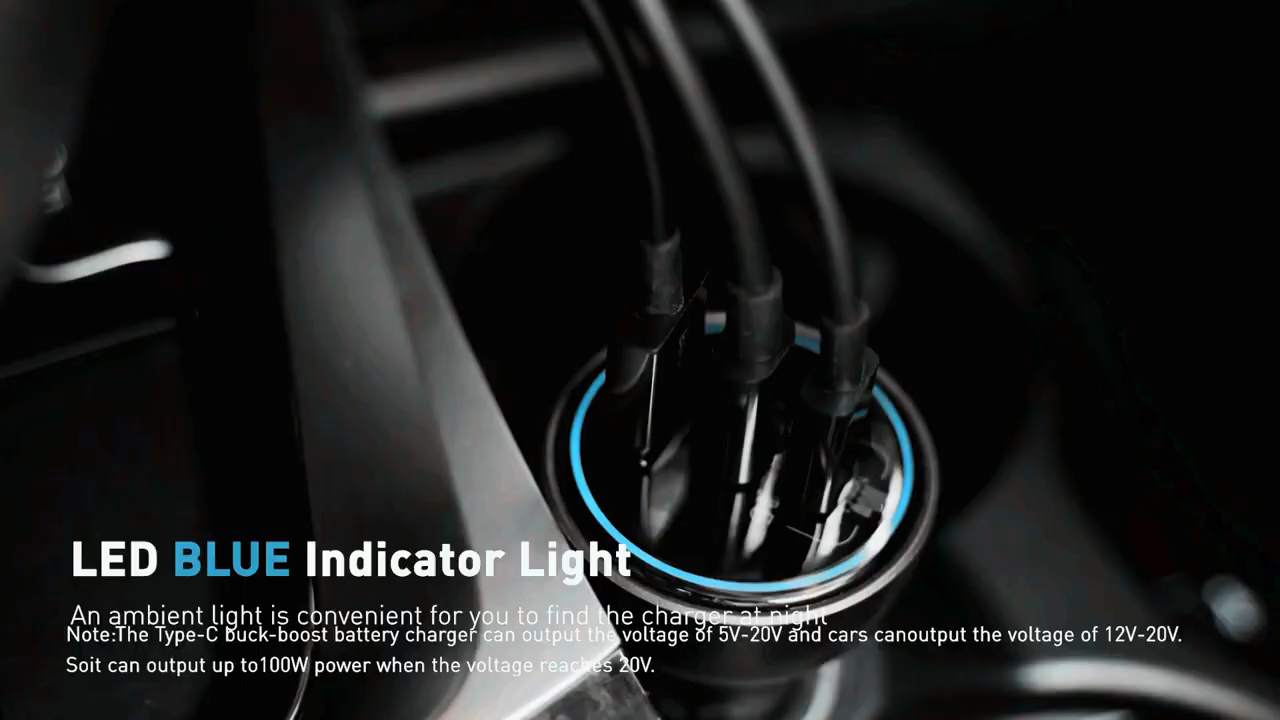 LED BLUE Indicator Light
An ambient light is convenient for you to find the charger at night
Note:The Type-C buck-boost battery charger can output the voltage of 5V-20V and cars canoutput the voltage of 12V-20V.
Soit can output up to100W power when the voltage reaches 20V.